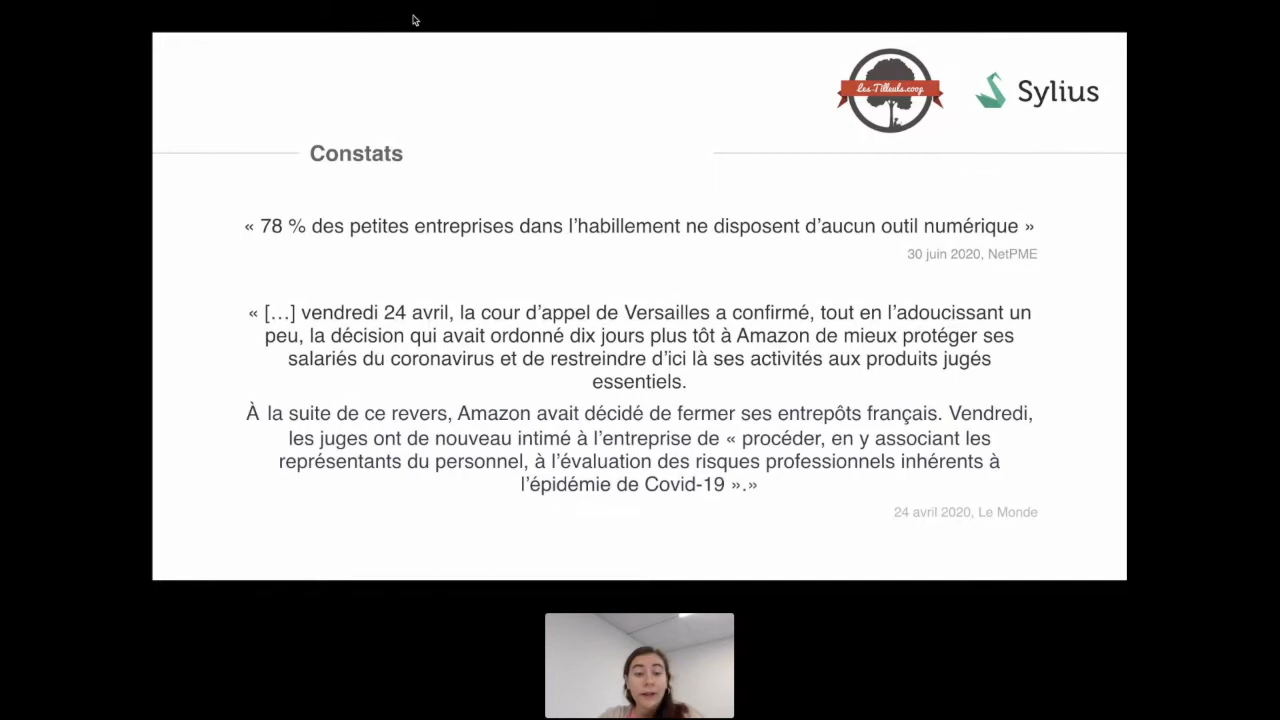 Les-Tilleuls.coop
Sylius
Constats
« 78 % des petites entreprises dans l’habillement ne disposent d’aucun outil numérique »
30 juin 2020, NetPME
« […] vendredi 24 avril, la cour d’appel de Versailles a confirmé, tout en l’adoucissant un
peu, la décision qui avait ordonné dix jours plus tôt à Amazon de mieux protéger ses
salariés du coronavirus et de restreindre d’ici là ses activités aux produits jugés
essentiels.
À la suite de ce revers, Amazon avait décidé de fermer ses entrepôts français. Vendredi,
les juges ont de nouveau intimé à l’entreprise de « procéder, en y associant les
représentants du personnel, à l’évaluation des risques professionnels inhérents à
l’épidémie de Covid-19 ».»
24 avril 2020, Le Monde